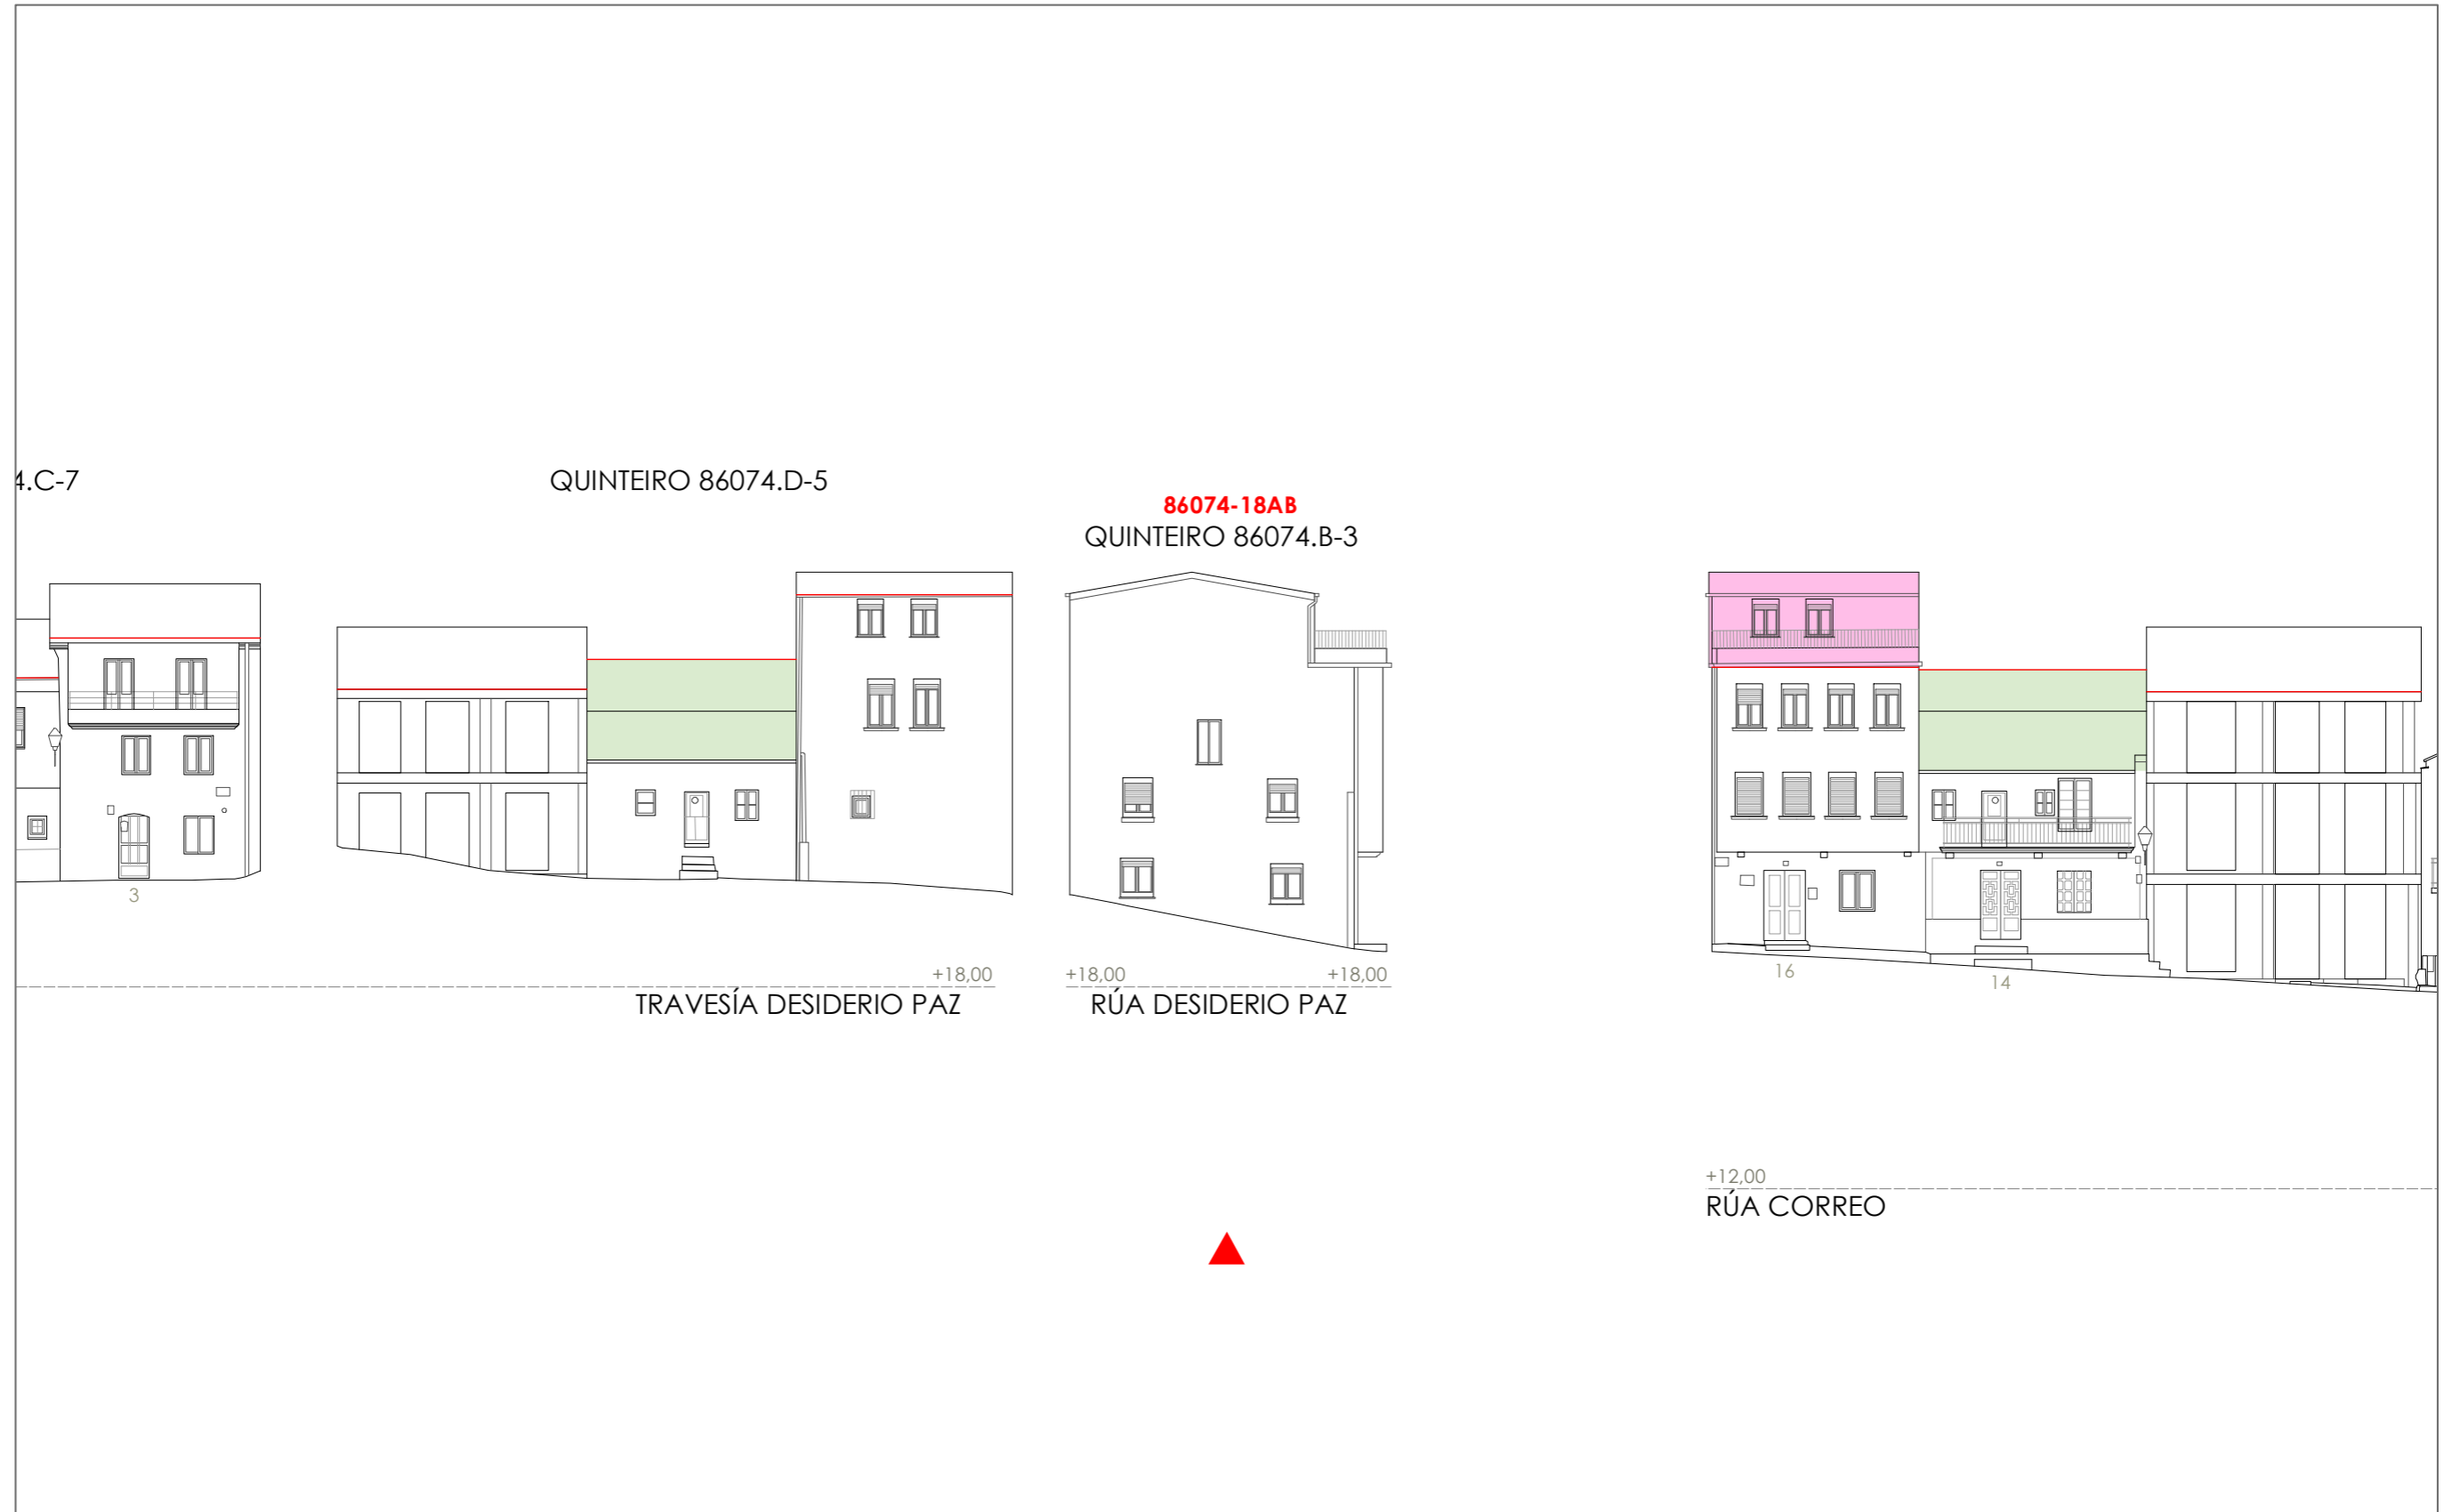 4.C-7
QUINTEIRO 86074.D-5
86074-18AB
QUINTEIRO 86074.B-3
3
+18,00
TRAVESÍA DESIDERIO PAZ
+18,00 +18,00
RÚA DESIDERIO PAZ
16
14
+12,00
RÚA CORREO